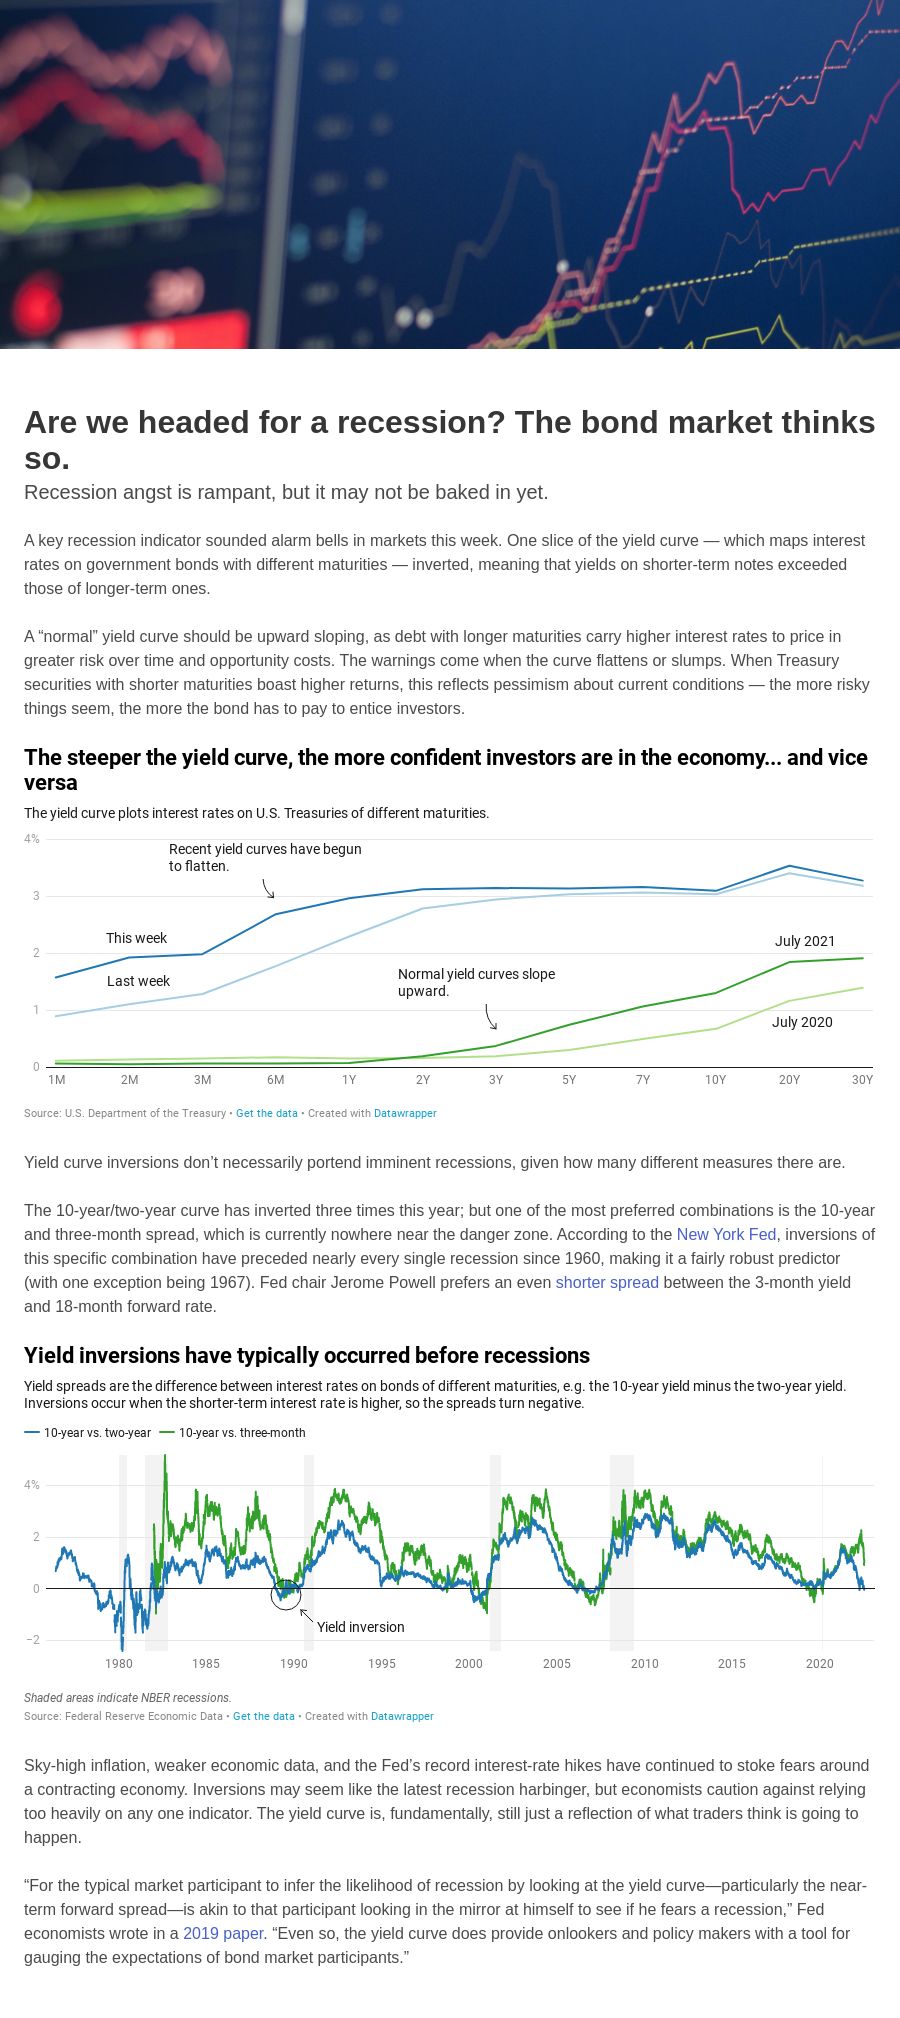 Are we headed for a recession? The bond market thinks
so.
Recession angst is rampant, but it may not be baked in yet.
A key recession indicator sounded alarm bells in markets this week. One slice of the yield curve — which maps interest
rates on government bonds with different maturities — inverted, meaning that yields on shorter-term notes exceeded
those of longer-term ones.
A “normal” yield curve should be upward sloping, as debt with longer maturities carry higher interest rates to price in
greater risk over time and opportunity costs. The warnings come when the curve flattens or slumps. When Treasury
securities with shorter maturities boast higher returns, this reflects pessimism about current conditions — the more risky
things seem, the more the bond has to pay to entice investors.
The steeper the yield curve, the more confident investors are in the economy... and vice
versa
The yield curve plots interest rates on U.S. Treasuries of different maturities.
4%
Recent yield curves have begun
to flatten.
3
This week
2
July 2021
Last week
Normal yield curves slope
upward.
1
July 2020
0
1M 2M 3M 6M 1Y 2Y 3Y 5Y 7Y 10Y 20Y 30Y
Source: U.S. Department of the Treasury • Get the data • Created with Datawrapper
Yield curve inversions don’t necessarily portend imminent recessions, given how many different measures there are.
The 10-year/two-year curve has inverted three times this year; but one of the most preferred combinations is the 10-year
and three-month spread, which is currently nowhere near the danger zone. According to the New York Fed, inversions of
this specific combination have preceded nearly every single recession since 1960, making it a fairly robust predictor
(with one exception being 1967). Fed chair Jerome Powell prefers an even shorter spread between the 3-month yield
and 18-month forward rate.
Yield inversions have typically occurred before recessions
Yield spreads are the difference between interest rates on bonds of different maturities, e.g. the 10-year yield minus the two-year yield.
Inversions occur when the shorter-term interest rate is higher, so the spreads turn negative.
10-year vs. two-year 10-year vs. three-month
4%
2
0
Yield inversion
−2
1980 1985 1990 1995 2000 2005 2010 2015 2020
Shaded areas indicate NBER recessions.
Source: Federal Reserve Economic Data • Get the data • Created with Datawrapper
Sky-high inflation, weaker economic data, and the Fed’s record interest-rate hikes have continued to stoke fears around
a contracting economy. Inversions may seem like the latest recession harbinger, but economists caution against relying
too heavily on any one indicator. The yield curve is, fundamentally, still just a reflection of what traders think is going to
happen.
“For the typical market participant to infer the likelihood of recession by looking at the yield curve—particularly the near-
term forward spread—is akin to that participant looking in the mirror at himself to see if he fears a recession,” Fed
economists wrote in a 2019 paper. “Even so, the yield curve does provide onlookers and policy makers with a tool for
gauging the expectations of bond market participants.”